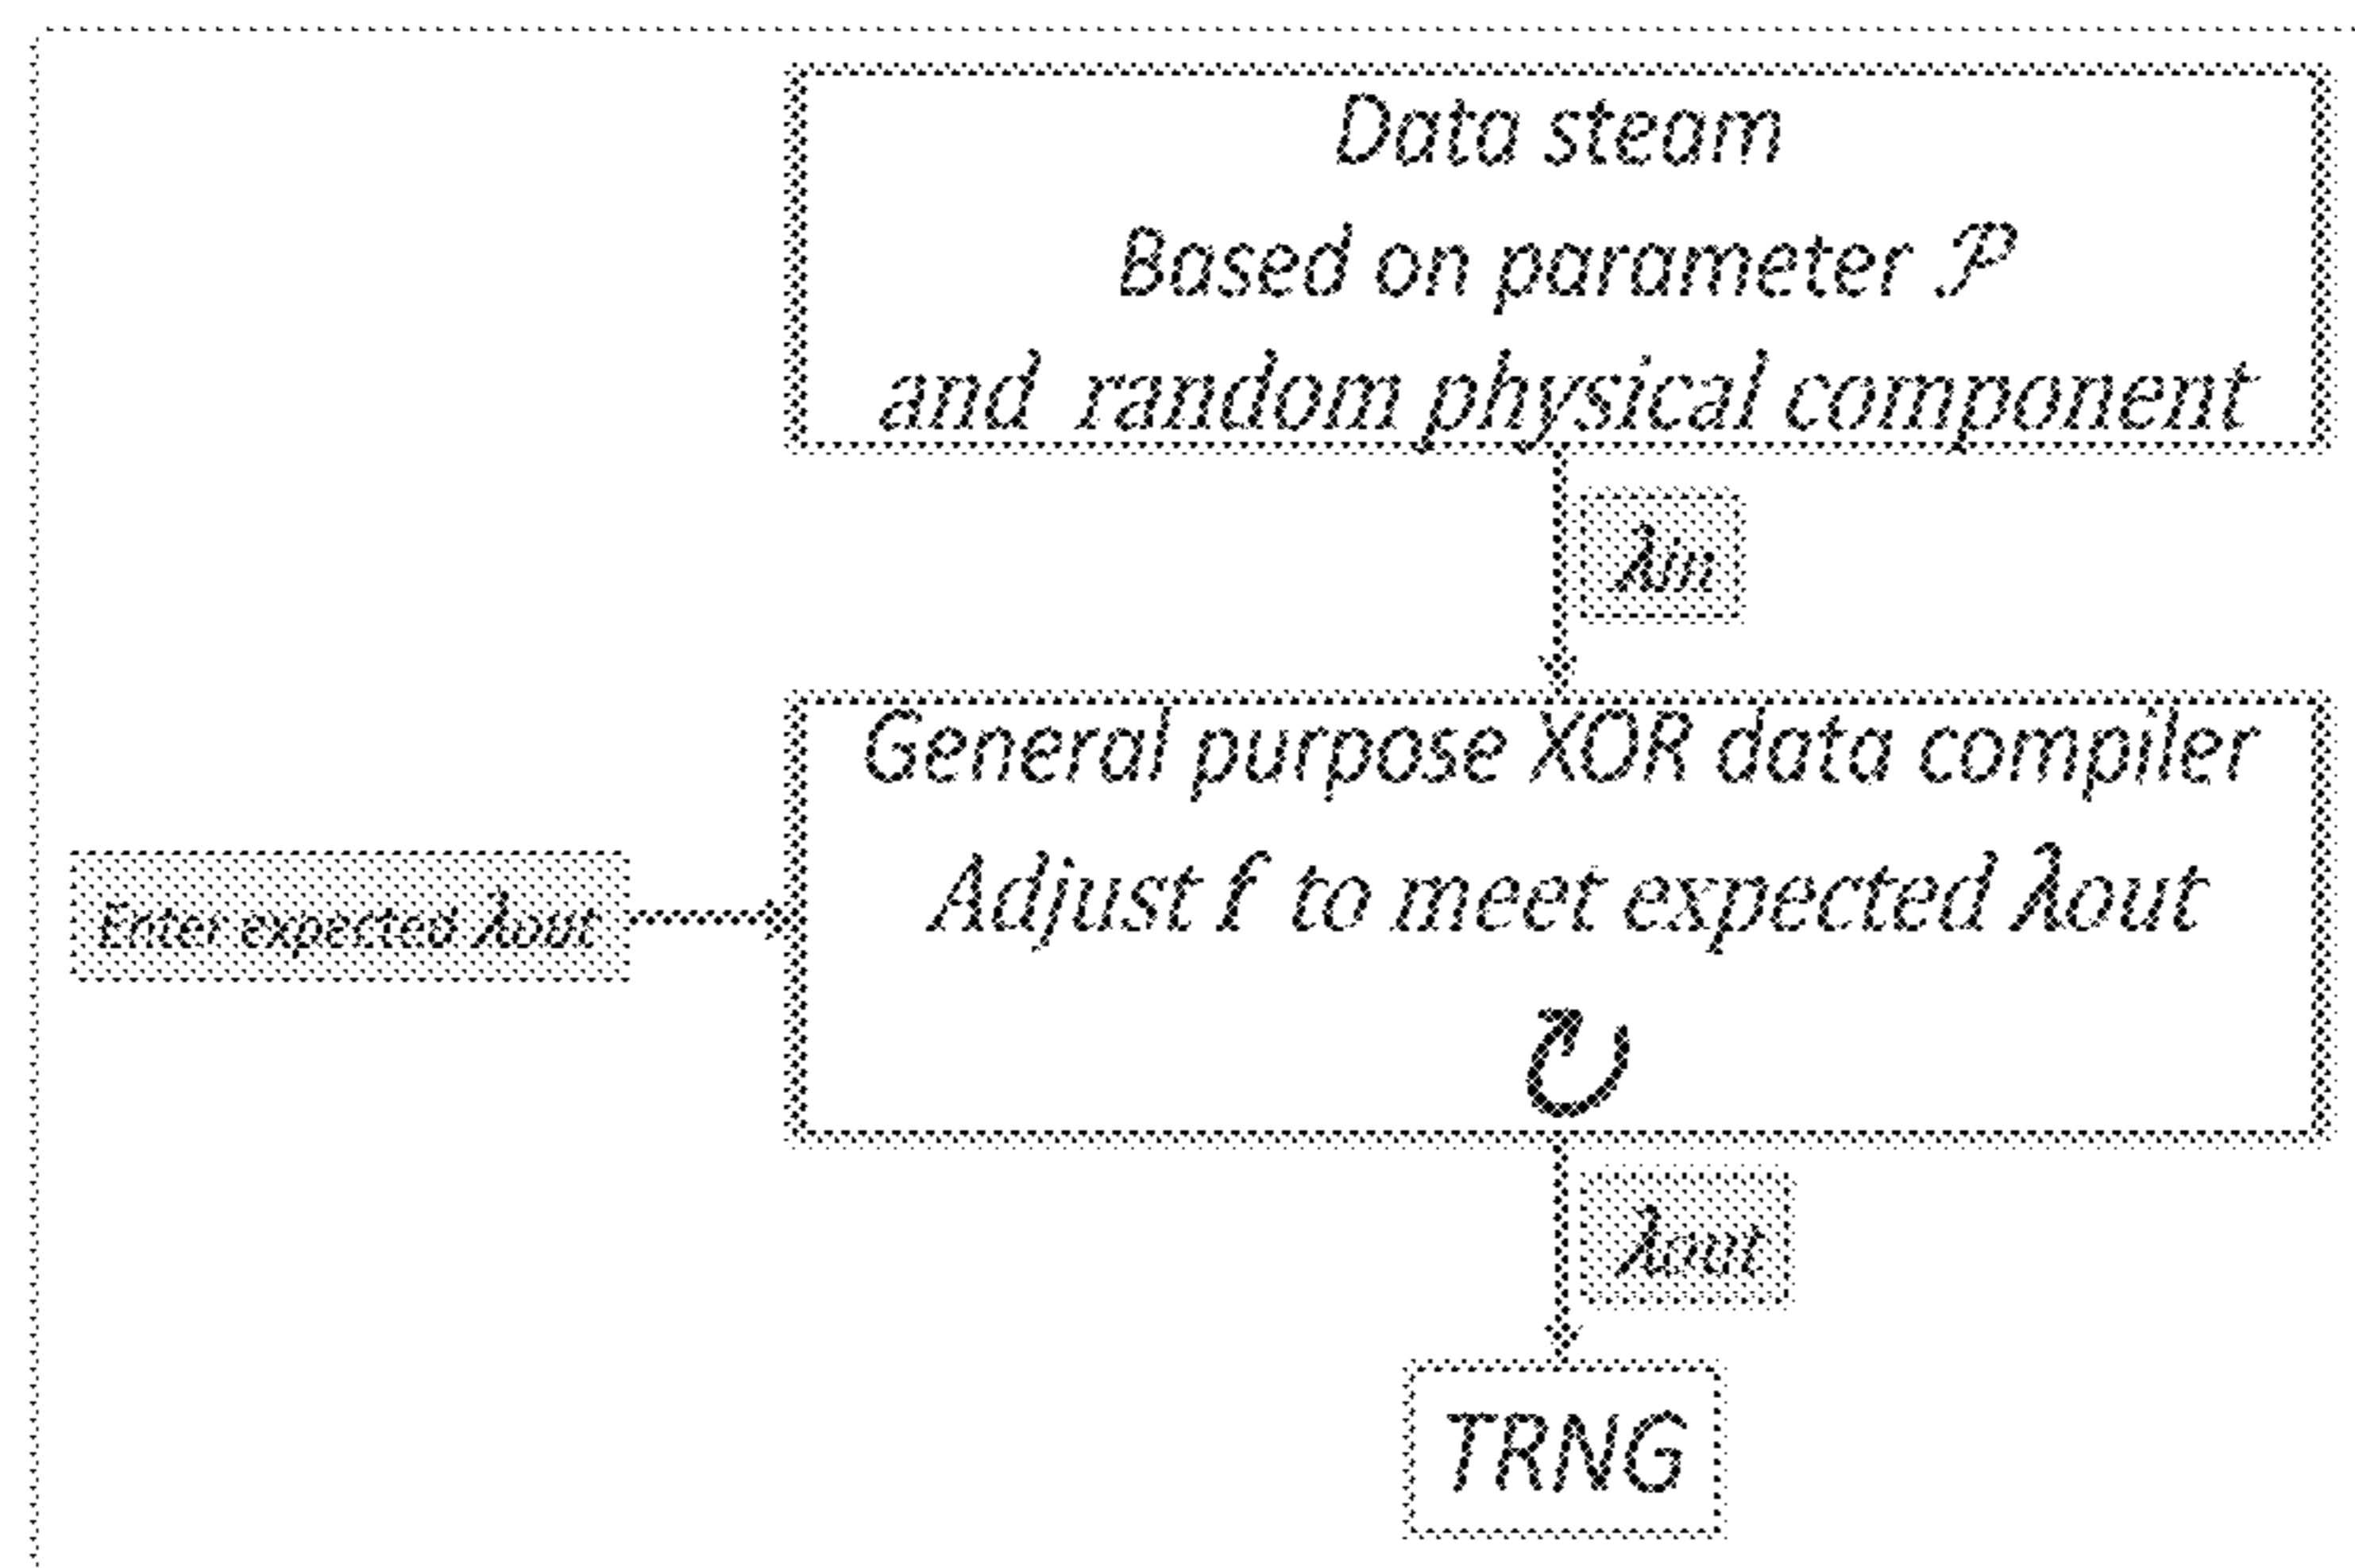 Data steam
Based on parameter 𝒫
and random physical component
λin
General purpose XOR data compiler
Adjust f to meet expected λout
Enter expected λout
λout
TRNG